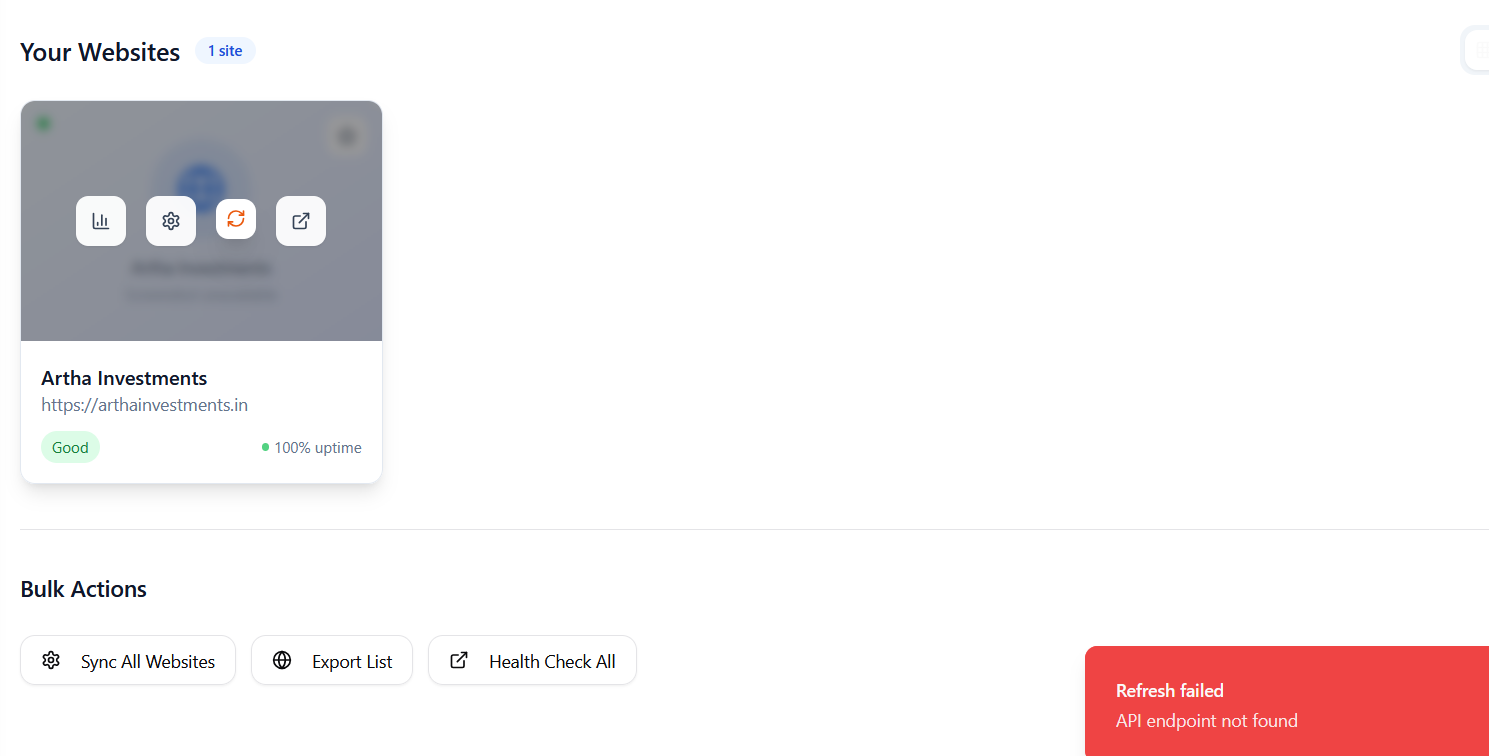 Your Websites
1 site
Artha Investments
https://arthainvestments.in
Good
100% uptime
Bulk Actions
Sync All Websites
Export List
Health Check All
Refresh failed
API endpoint not found